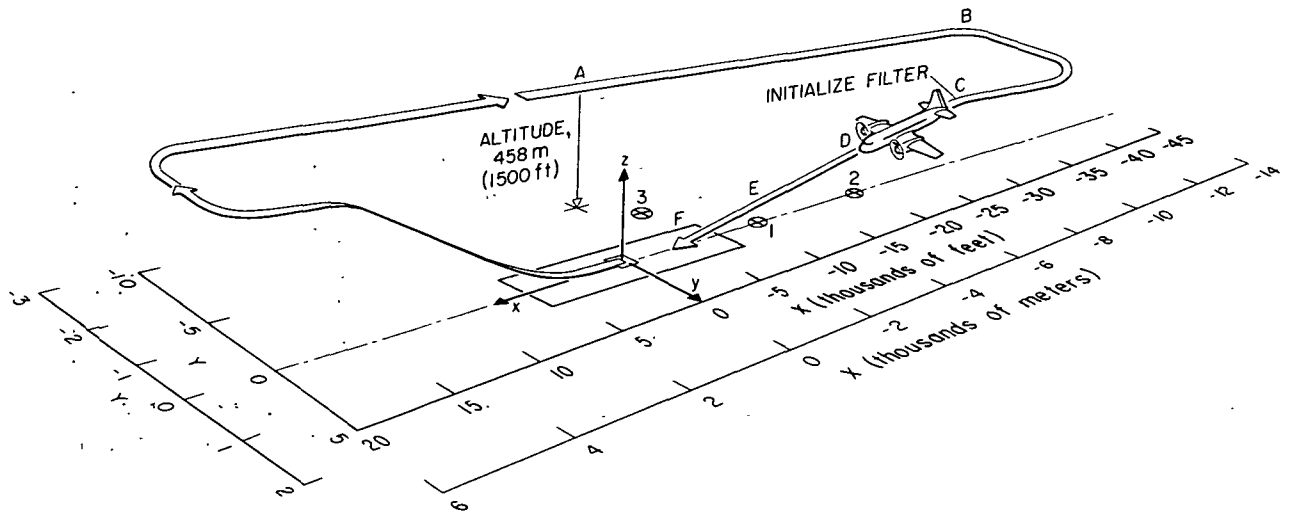 A
B
INITIALIZE FILTER
C
ALTITUDE,
458 m
(1500 ft)
D
z
E
2
3
F
1
y
x
-45
-40
-35
-30
-25
-20
-15
-10
-5
0
5.
10
15.
20
X (thousands of feet)
-14
-12
-10
-8
-6
-4
-2
0
2
4
6
X (thousands of meters)
-10
-5
0
5
Y
-3
-2
-1
0
1
2
Y